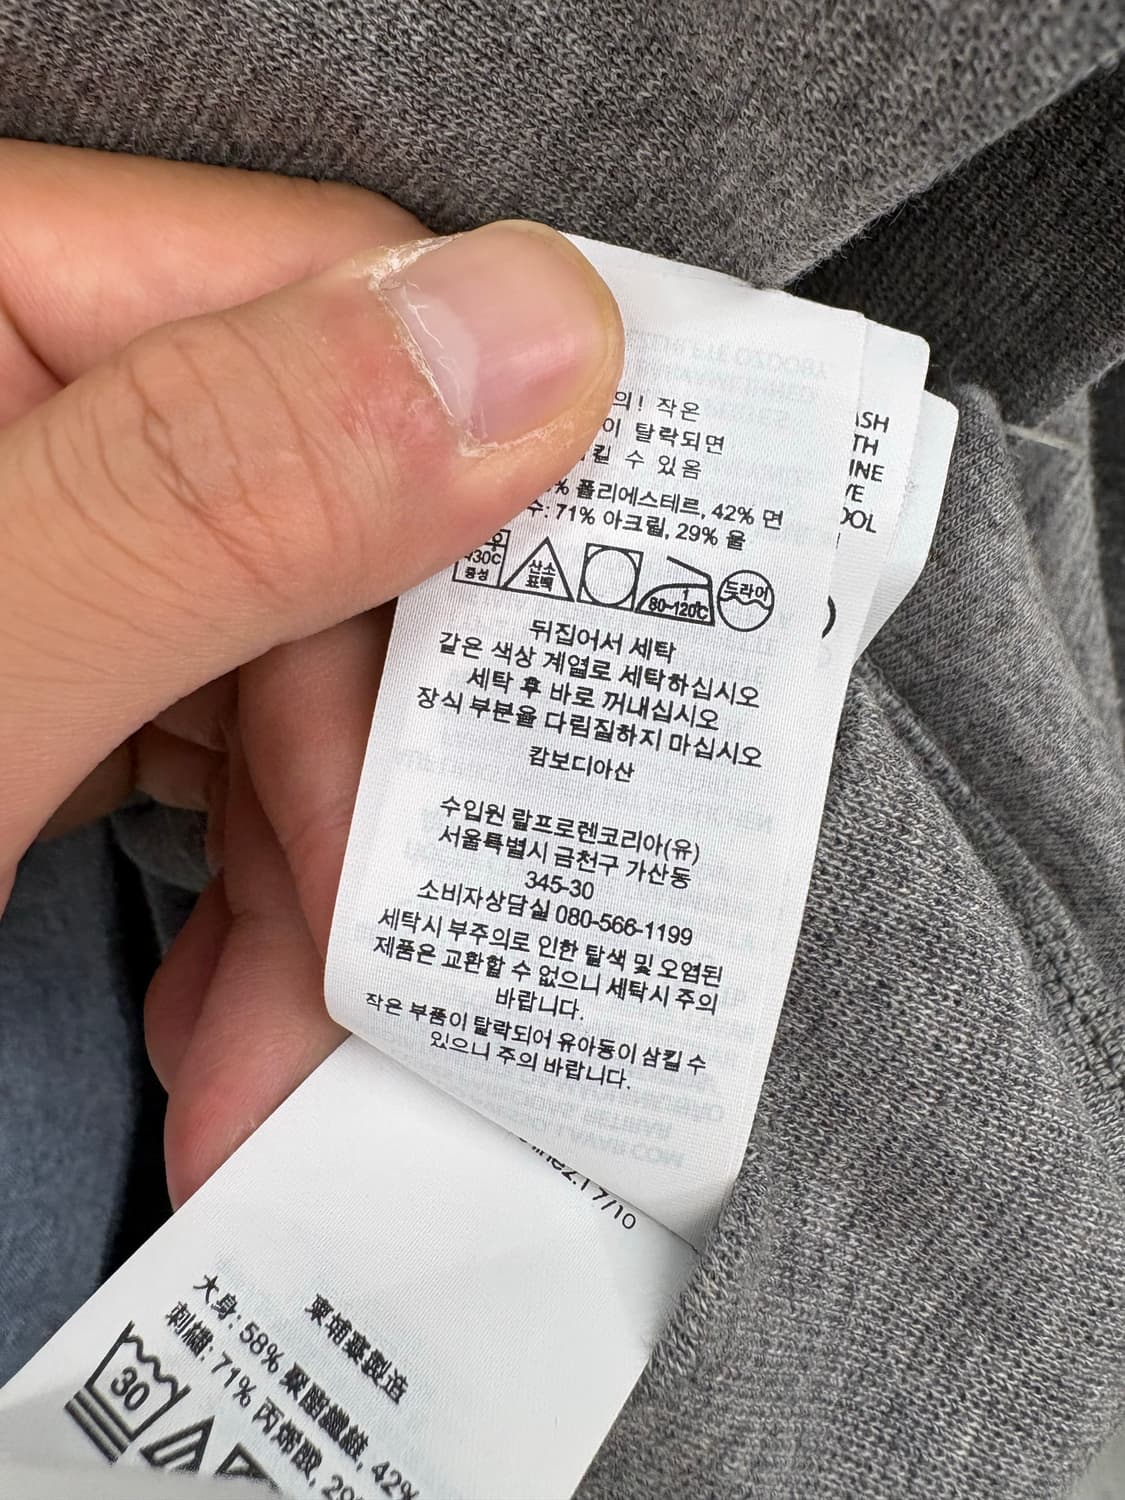 의! 작은
이 탈락되면
킬 수 있음
% 폴리에스테르, 42% 면
수: 71% 아크릴, 29% 울
중성
산소
표백
80~120℃
드라이
뒤집어서 세탁
같은 색상 계열로 세탁하십시오
세탁 후 바로 꺼내십시오
장식 부분을 다림질하지 마십시오
캄보디아산
수입원 랄프로렌코리아(유)
서울특별시 금천구 가산동
345-30
소비자상담실 080-566-1199
세탁시 부주의로 인한 탈색 및 오염된
제품은 교환할 수 없으니 세탁시 주의
바랍니다.
작은 부품이 탈락되어 유아동이 삼킬 수
있으니 주의 바랍니다.
ASH
TH
INE
VE
OOL
17/10
柬埔寨製造
大身: 58% 聚酯纖維, 42%
刺繡: 71% 丙烯酸, 29
30